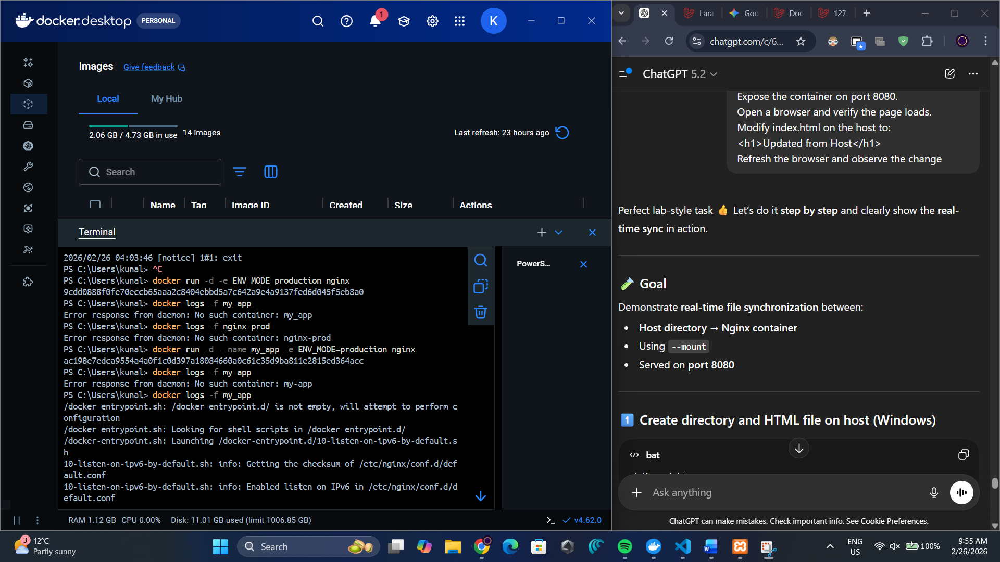 docker.desktop PERSONAL
1
K
Images Give feedback
Local My Hub
2.06 GB / 4.73 GB in use 14 images
Last refresh: 23 hours ago
Search
Name Tag Image ID Created Size Actions
Terminal
2026/02/26 04:03:46 [notice] 1#1: exit
PS C:\Users\kunal> ^C
PS C:\Users\kunal> docker run -d -e ENV_MODE=production nginx
9cdd0888f0fe70eccb65aaa2c8404ebbd5a7c642a9e4a9137fed6d045f5eb8a0
PS C:\Users\kunal> docker logs -f my_app
Error response from daemon: No such container: my_app
PS C:\Users\kunal> docker logs -f nginx-prod
Error response from daemon: No such container: nginx-prod
PS C:\Users\kunal> docker run -d --name my_app -e ENV_MODE=production nginx
ac198e7edca9554a4a0f1c0d397a18084660a0c61c35d9ba811e2815ed364acc
PS C:\Users\kunal> docker logs -f my-app
Error response from daemon: No such container: my-app
PS C:\Users\kunal> docker logs -f my_app
/docker-entrypoint.sh: /docker-entrypoint.d/ is not empty, will attempt to perform c
onfiguration
/docker-entrypoint.sh: Looking for shell scripts in /docker-entrypoint.d/
/docker-entrypoint.sh: Launching /docker-entrypoint.d/10-listen-on-ipv6-by-default.s
h
10-listen-on-ipv6-by-default.sh: info: Getting the checksum of /etc/nginx/conf.d/def
ault.conf
10-listen-on-ipv6-by-default.sh: info: Enabled listen on IPv6 in /etc/nginx/conf.d/d
efault.conf
PowerS...
RAM 1.12 GB CPU 0.00% Disk: 11.01 GB used (limit 1006.85 GB)
v4.62.0
Lara
Goo
Doc
127.
chatgpt.com/c/6...
ChatGPT 5.2
Expose the container on port 8080.
Open a browser and verify the page loads.
Modify index.html on the host to:
<h1>Updated from Host</h1>
Refresh the browser and observe the change
Perfect lab-style task 👍 Let's do it step by step and clearly show the real-
time sync in action.
Goal
Demonstrate real-time file synchronization between:
• Host directory → Nginx container
• Using --mount
• Served on port 8080
1 Create directory and HTML file on host (Windows)
</> bat
Ask anything
ChatGPT can make mistakes. Check important info. See Cookie Preferences.
3
12°C
Partly sunny
Search
ENG
US
100%
9:55 AM
2/26/2026